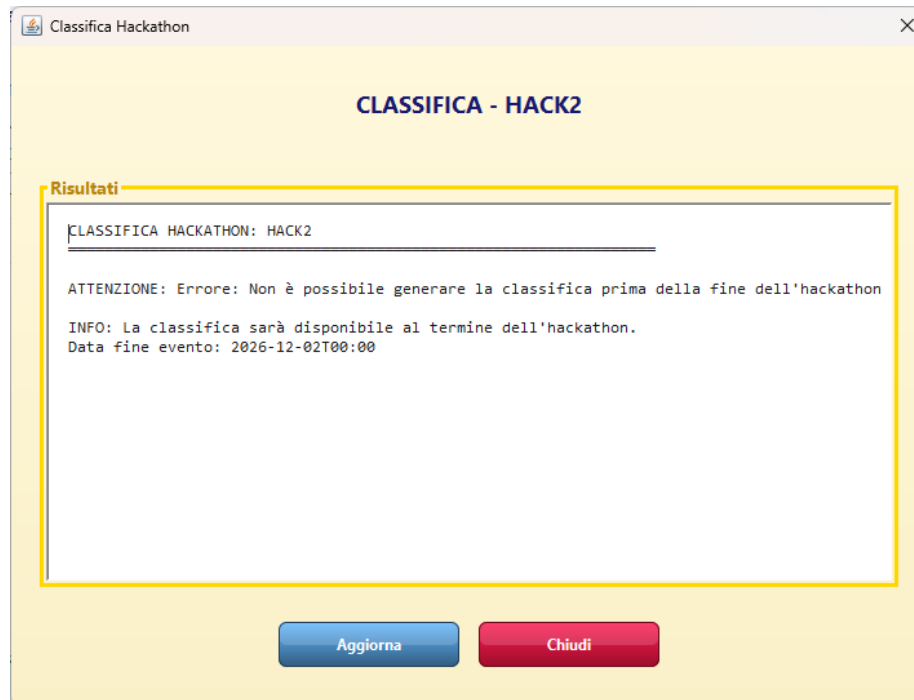 Classifica Hackathon
CLASSIFICA - HACK2
Risultati
CLASSIFICA HACKATHON: HACK2
ATTENZIONE: Errore: Non è possibile generare la classifica prima della fine dell'hackathon
INFO: La classifica sarà disponibile al termine dell'hackathon.
Data fine evento: 2026-12-02T00:00
Aggiorna
Chiudi